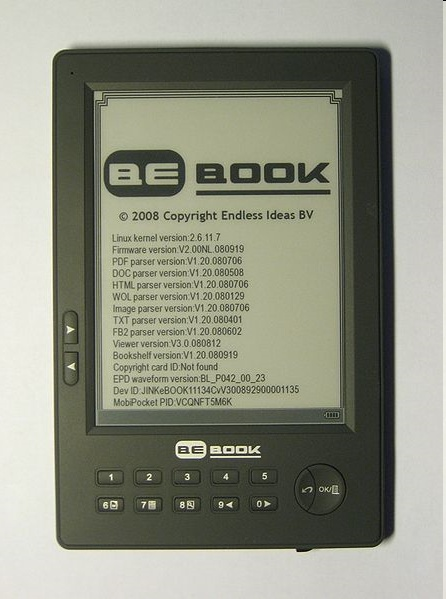 BE BOOK
© 2008 Copyright Endless Ideas BV
Linux kernel version:2.6.11.7
Firmware version:V2.00NL.080919
PDF parser version:V1.20.080706
DOC parser version:V1.20.080508
HTML parser version:V1.20.080706
WOL parser version:V1.20.080129
Image parser version:V1.20.080706
TXT parser version:V1.20.080401
FB2 parser version:V1.20.080602
Viewer version:V3.0.080812
Bookshelf version:V1.20.080919
Copyright card ID:Not found
EPD waveform version:BL_P042_00_23
Dev ID:JINKeBOOK11134CvV300892900001135
MobiPocket PID:VCQNFT5M6K
BE BOOK
1 2 3 4 5
6 7 8 9 0
OK/